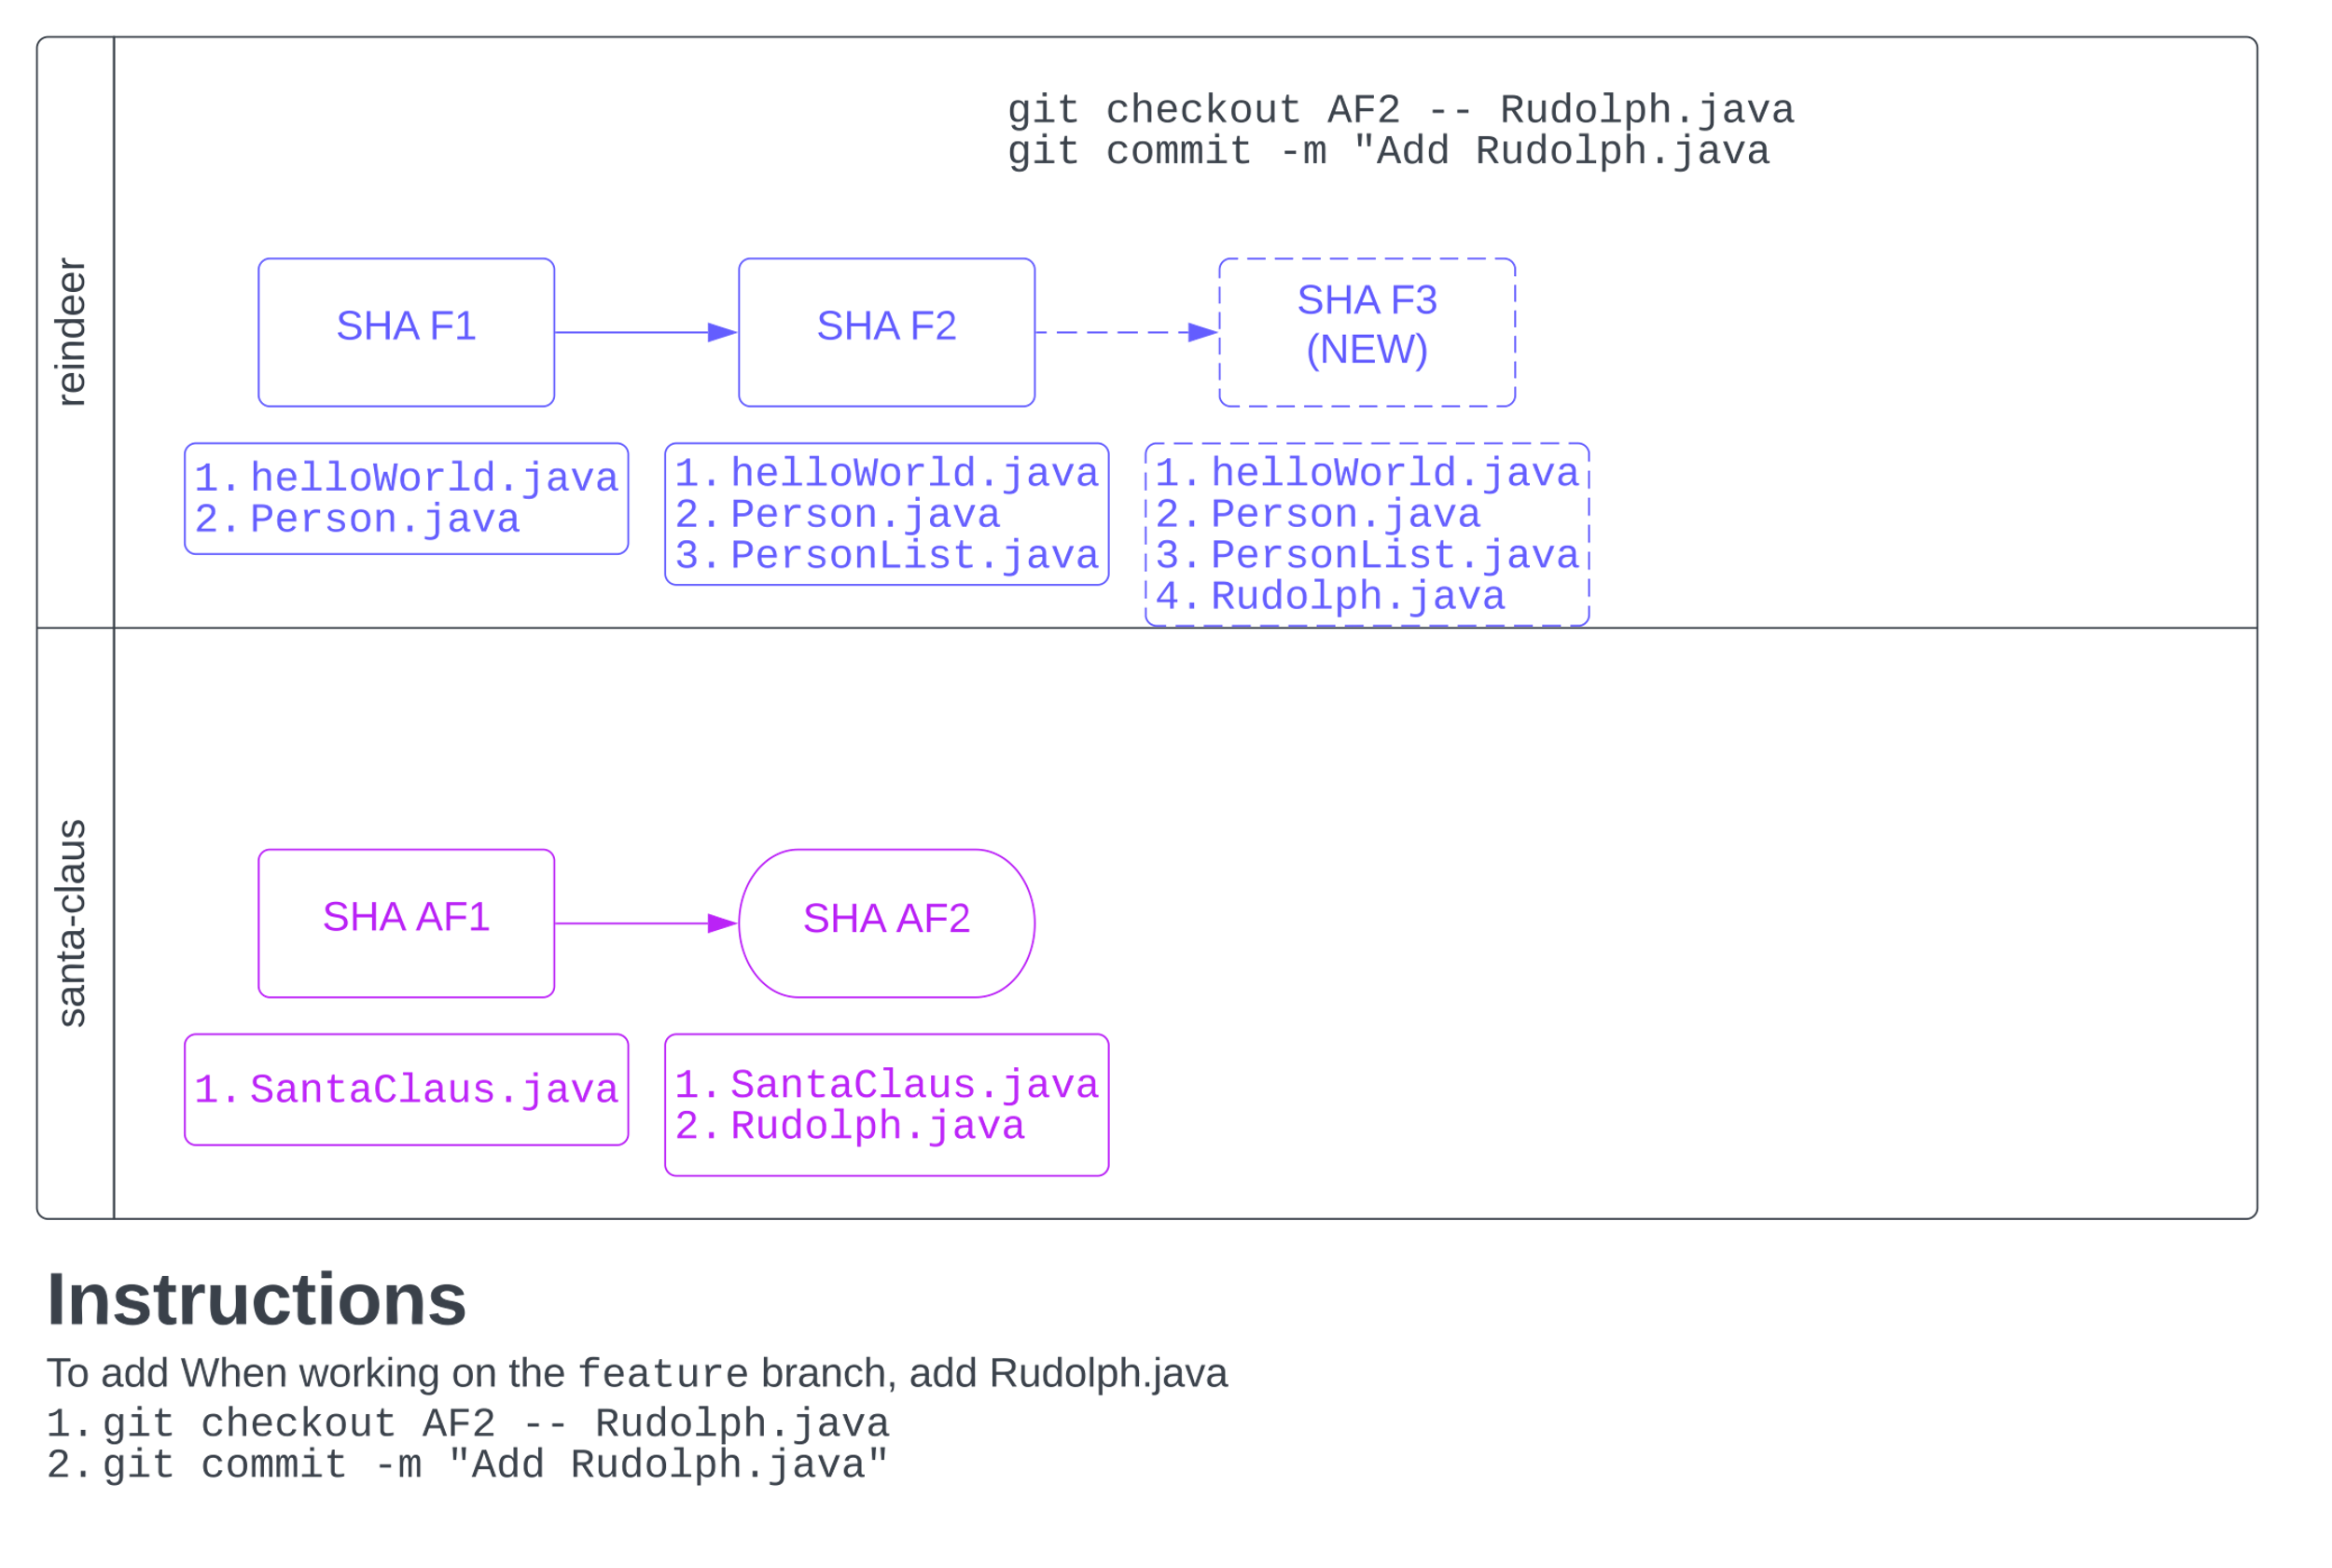 git checkout AF2 -- Rudolph.java
git commit -m "Add Rudolph.java
reindeer
SHA F1
SHA F2
SHA F3
(NEW)
1. helloWorld.java
2. Person.java
1. helloWorld.java
2. Person.java
3. PersonList.java
1. helloWorld.java
2. Person.java
3. PersonList.java
4. Rudolph.java
santa-claus
SHA AF1
SHA AF2
1. SantaClaus.java
1. SantaClaus.java
2. Rudolph.java
Instructions
To add When working on the feature branch, add Rudolph.java
1. git checkout AF2 -- Rudolph.java
2. git commit -m "Add Rudolph.java"